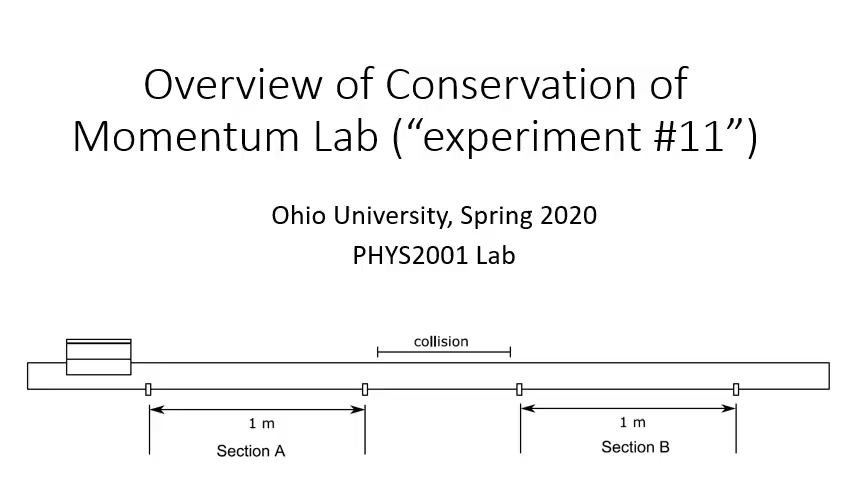 Overview of Conservation of
Momentum Lab (“experiment #11”)
Ohio University, Spring 2020
PHYS2001 Lab
collision
1 m
Section A
1 m
Section B